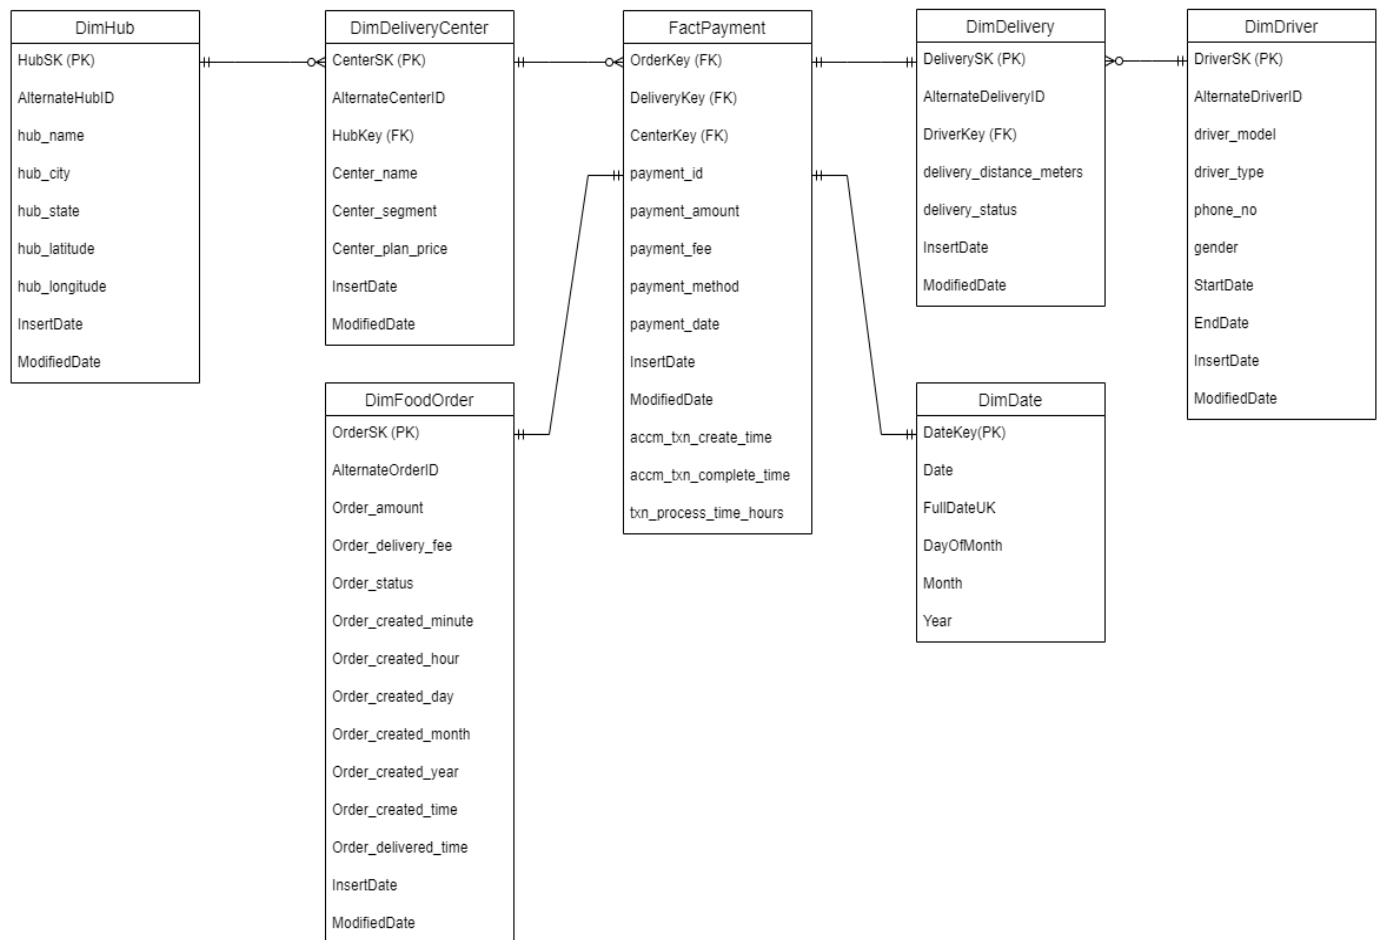 DimHub
HubSK (PK)
AlternateHubID
hub_name
hub_city
hub_state
hub_latitude
hub_longitude
InsertDate
ModifiedDate
DimDeliveryCenter
CenterSK (PK)
AlternateCenterID
HubKey (FK)
Center_name
Center_segment
Center_plan_price
InsertDate
ModifiedDate
DimFoodOrder
OrderSK (PK)
AlternateOrderID
Order_amount
Order_delivery_fee
Order_status
Order_created_minute
Order_created_hour
Order_created_day
Order_created_month
Order_created_year
Order_created_time
Order_delivered_time
InsertDate
ModifiedDate
FactPayment
OrderKey (FK)
DeliveryKey (FK)
CenterKey (FK)
payment_id
payment_amount
payment_fee
payment_method
payment_date
InsertDate
ModifiedDate
accm_txn_create_time
accm_txn_complete_time
txn_process_time_hours
DimDelivery
DeliverySK (PK)
AlternateDeliveryID
DriverKey (FK)
delivery_distance_meters
delivery_status
InsertDate
ModifiedDate
DimDate
DateKey(PK)
Date
FullDateUK
DayOfMonth
Month
Year
DimDriver
DriverSK (PK)
AlternateDriverID
driver_model
driver_type
phone_no
gender
StartDate
EndDate
InsertDate
ModifiedDate